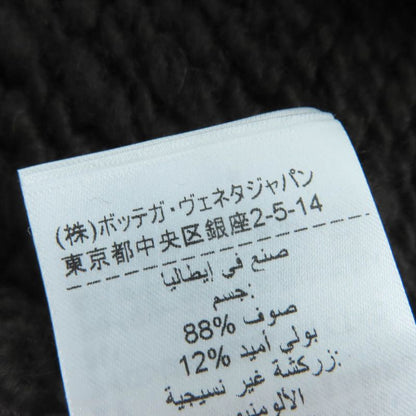 (株)ボッテガ・ヴェネタジャパン
東京都中央区銀座2-5-14
صنع في إيطاليا
جسم:
صوف %88
بولي أميد %12
زركشة غير نسيجية: